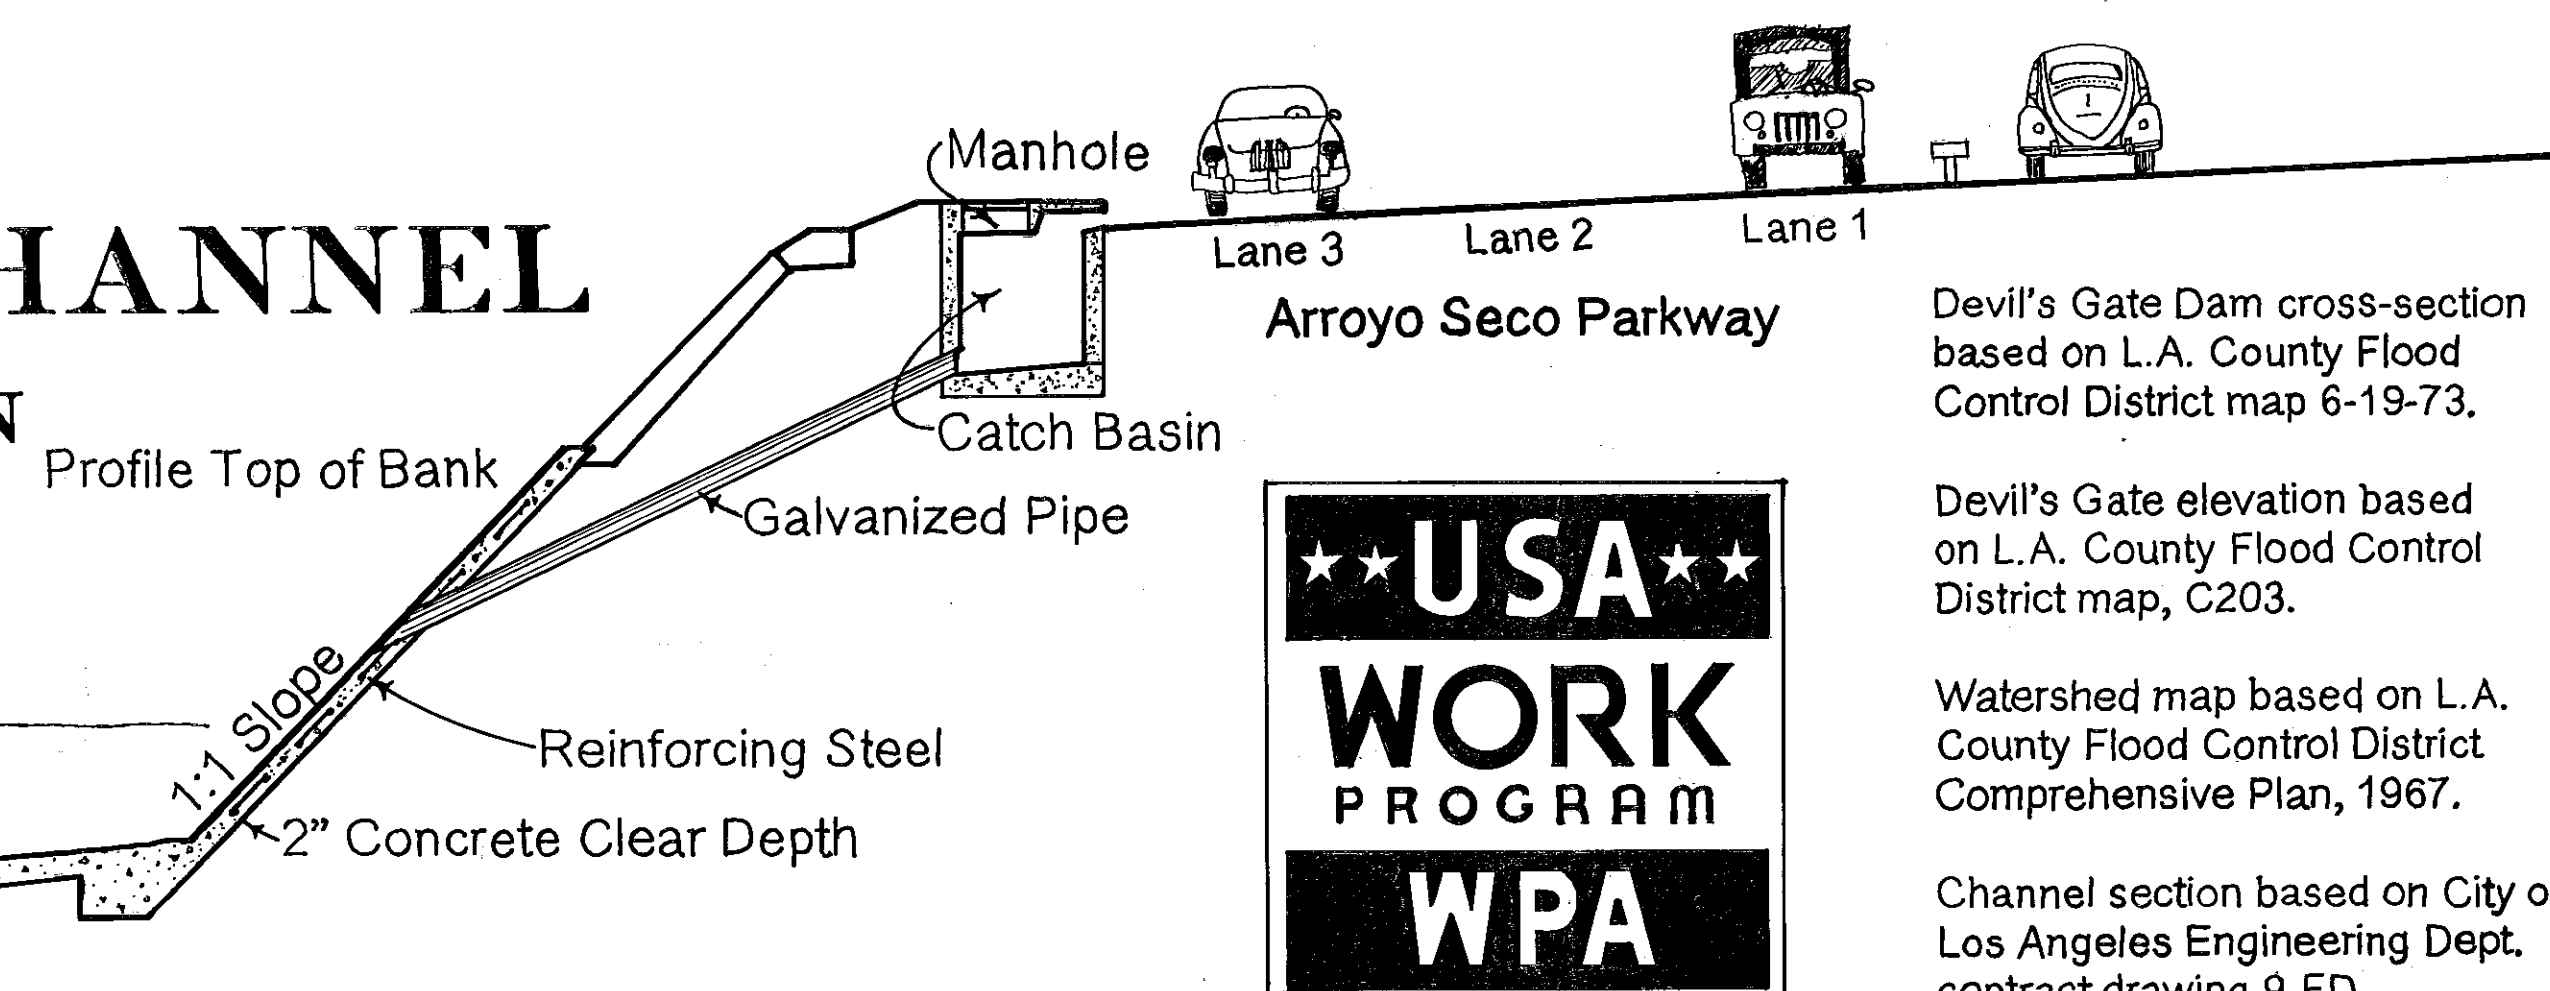 Manhole
HANNEL
N
Lane 3
Lane 2
Lane 1
Arroyo Seco Parkway
Catch Basin
Profile Top of Bank
Galvanized Pipe
1:1 Slope
Reinforcing Steel
2” Concrete Clear Depth
USA
WORK
PROGRAM
WPA
Devil's Gate Dam cross-section
based on L.A. County Flood
Control District map 6-19-73.
Devil's Gate elevation based
on L.A. County Flood Control
District map, C203.
Watershed map based on L.A.
County Flood Control District
Comprehensive Plan, 1967.
Channel section based on City o
Los Angeles Engineering Dept.
contract drawing 9 ED